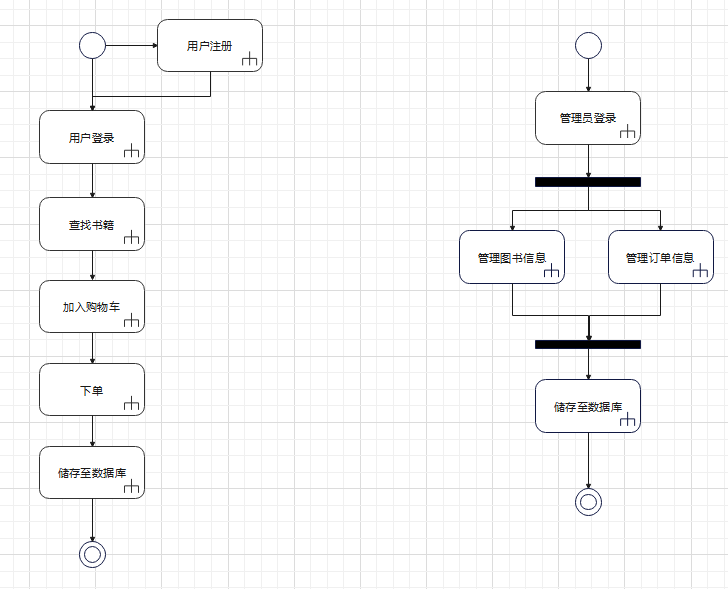 用户注册
用户登录
查找书籍
加入购物车
下单
储存至数据库
管理员登录
管理图书信息
管理订单信息
储存至数据库